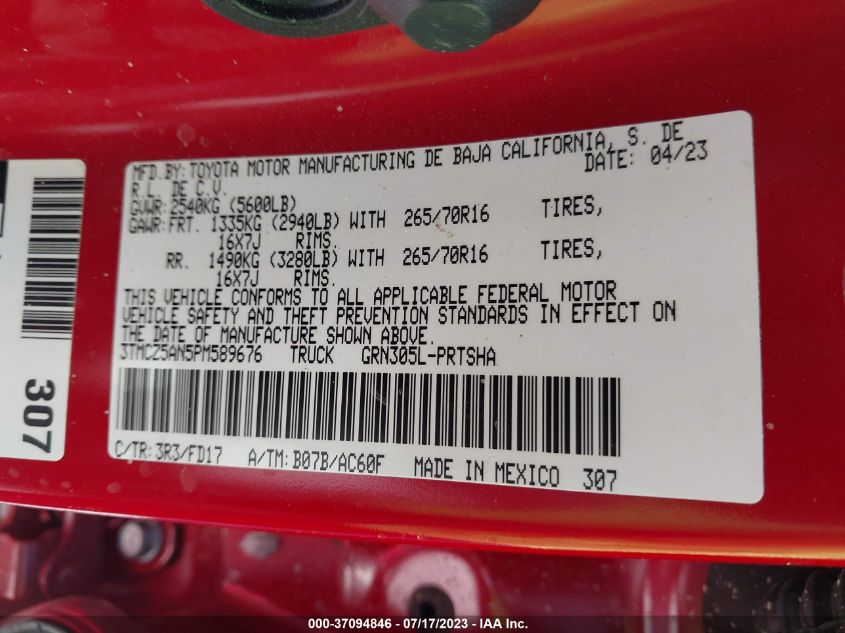 MFD.BY:TOYOTA MOTOR MANUFACTURING DE BAJA CALIFORNIA, S. DE
R.L. DE C.V. DATE: 04/23
GVWR: 2540KG (5600LB)
GAWR:FRT. 1335KG (2940LB) WITH 265/70R16 TIRES,
16X7J RIMS.
RR. 1490KG (3280LB) WITH 265/70R16 TIRES,
16X7J RIMS.
THIS VEHICLE CONFORMS TO ALL APPLICABLE FEDERAL MOTOR
VEHICLE SAFETY AND THEFT PREVENTION STANDARDS IN EFFECT ON
THE DATE OF MANUFACTURE SHOWN ABOVE.
3TMCZ5AN5PM589676 TRUCK GRN305L-PRTSHA
C/TR:3R3/FD17 A/TM:B07B/AC60F MADE IN MEXICO 307
307
000-37094846 - 07/17/2023 - IAA Inc.